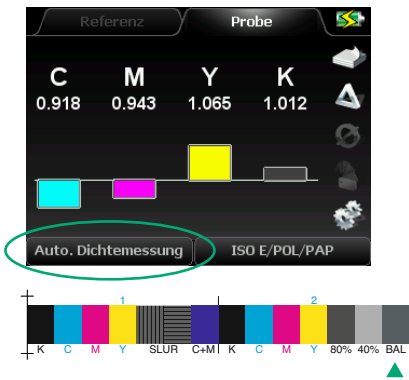 Referenz Probe
C M Y K
0.918 0.943 1.065 1.012
Auto. Dichtemessung ISO E/POL/PAP
1 2
K C M Y SLUR C+M K C M Y 80% 40% BAL